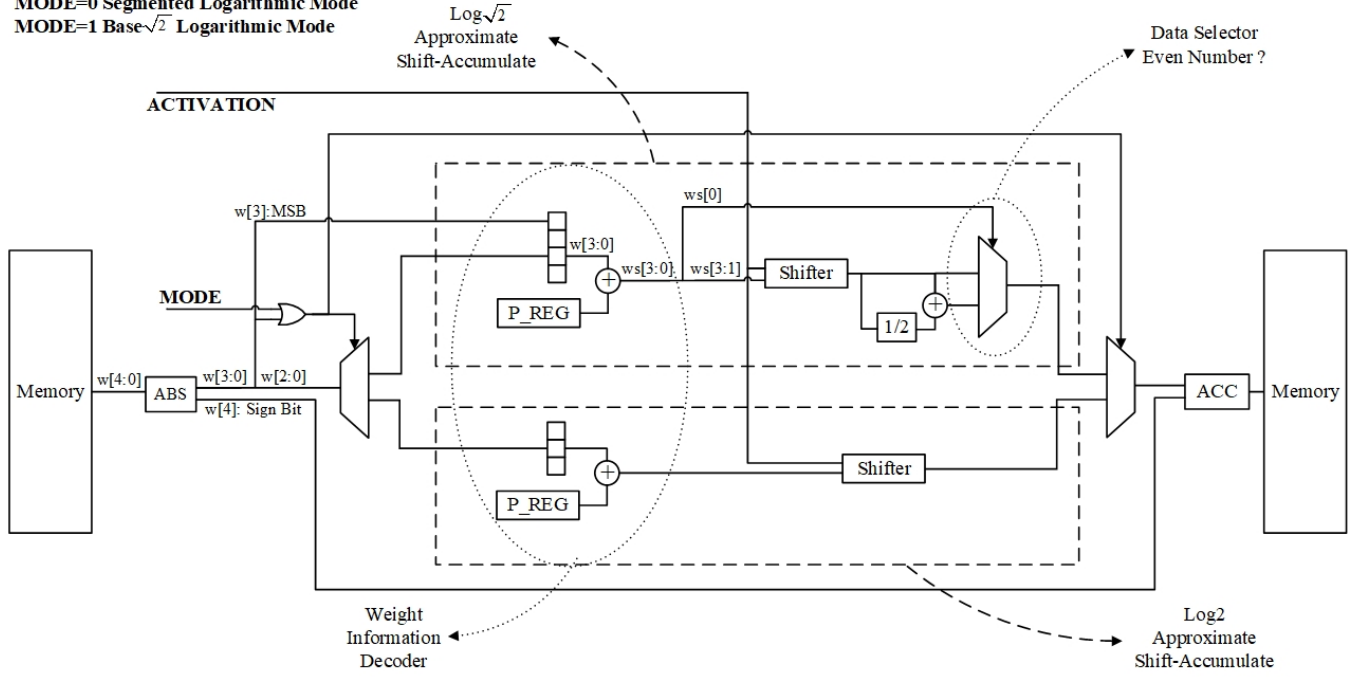 MODE=0 Segmented Logarithmic Mode
MODE=1 Base√2 Logarithmic Mode
Log√2
Approximate
Shift-Accumulate
Data Selector
Even Number ?
ACTIVATION
ws[0]
w[3]:MSB
w[3:0]
ws[3:0]
ws[3:1]
Shifter
+
MODE
P_REG
+
1/2
Memory
w[4:0]
ABS
w[3:0]
w[2:0]
w[4]: Sign Bit
ACC
Memory
+
Shifter
P_REG
Weight
Information
Decoder
Log2
Approximate
Shift-Accumulate